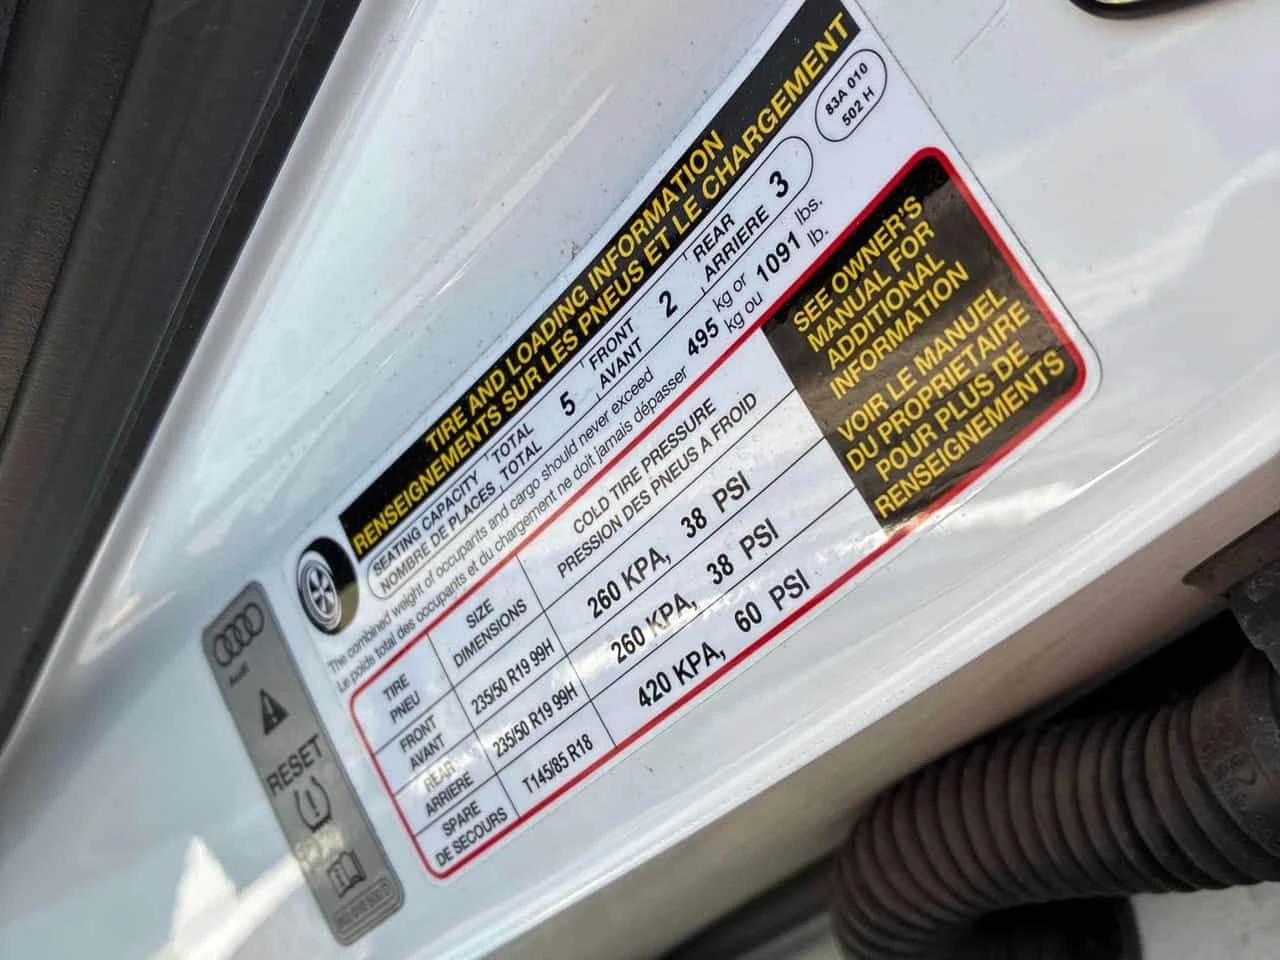 TIRE AND LOADING INFORMATION
RENSEIGNEMENTS SUR LES PNEUS ET LE CHARGEMENT
83A 010
502 H
SEATING CAPACITY TOTAL 5 FRONT 2 REAR 3
NOMBRE DE PLACES TOTAL AVANT ARRIERE
The combined weight of occupants and cargo should never exceed 495 kg or 1091 lbs.
Le poids total des occupants et du chargement ne doit jamais dépasser kg ou lb.
TIRE
PNEU
SIZE
DIMENSIONS
COLD TIRE PRESSURE
PRESSION DES PNEUS A FROID
FRONT
AVANT
235/50 R19 99H
260 KPA, 38 PSI
REAR
ARRIERE
235/50 R19 99H
260 KPA, 38 PSI
SPARE
DE SECOURS
T145/85 R18
420 KPA, 60 PSI
SEE OWNER'S
MANUAL FOR
ADDITIONAL
INFORMATION
VOIR LE MANUEL
DU PROPRIETAIRE
POUR PLUS DE
RENSEIGNEMENTS
Audi
RESET